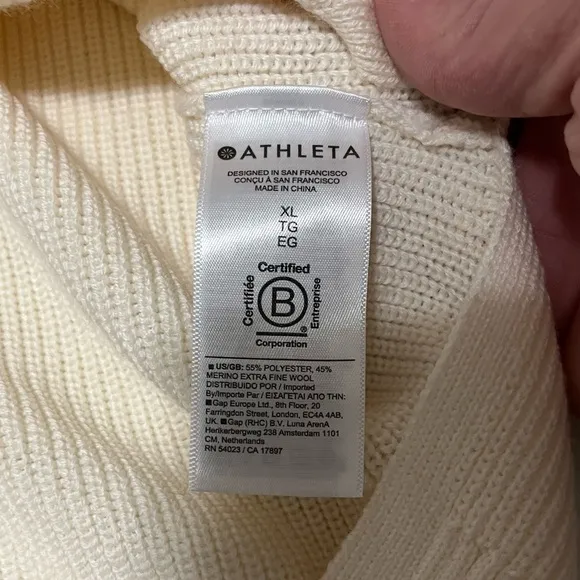 ATHLETA
DESIGNED IN SAN FRANCISCO
CONÇU À SAN FRANCISCO
MADE IN CHINA
XL
TG
EG
Certified
Certifiée
B
Entreprise
®
Corporation
■ US/GB: 55% POLYESTER, 45%
MERINO EXTRA FINE WOOL
DISTRIBUIDO POR / Imported
By/Importe Par / ΕΙΣΑΓΕΤΑΙ ΑΠΟ ΤΗΝ:
■ Gap Europe Ltd., 8th Floor, 20
Farringdon Street, London, EC4A 4AB,
UK. ■ Gap (RHC) B.V. Luna ArenA
Herikerbergweg 238 Amsterdam 1101
CM, Netherlands
RN 54023 / CA 17897